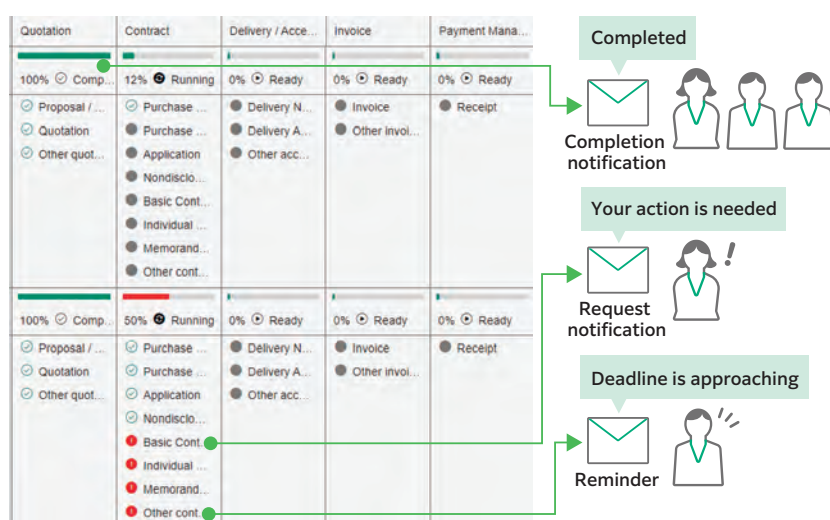 Quotation
Contract
Delivery / Acce...
Invoice
Payment Mana...
100% Comp...
12% Running
0% Ready
0% Ready
0% Ready
Proposal / ...
Quotation
Other quot...
Purchase ...
Purchase ...
Application
Nondisclo...
Basic Cont...
Individual ...
Memorand...
Other cont...
Delivery N...
Delivery A...
Other acc...
Invoice
Other invoi...
Receipt
100% Comp...
50% Running
0% Ready
0% Ready
0% Ready
Proposal / ...
Quotation
Other quot...
Purchase ...
Purchase ...
Application
Nondisclo...
Basic Cont...
Individual ...
Memorand...
Other cont...
Delivery N...
Delivery A...
Other acc...
Invoice
Other invoi...
Receipt
Completed
Completion
notification
Your action is needed
Request
notification
Deadline is approaching
Reminder